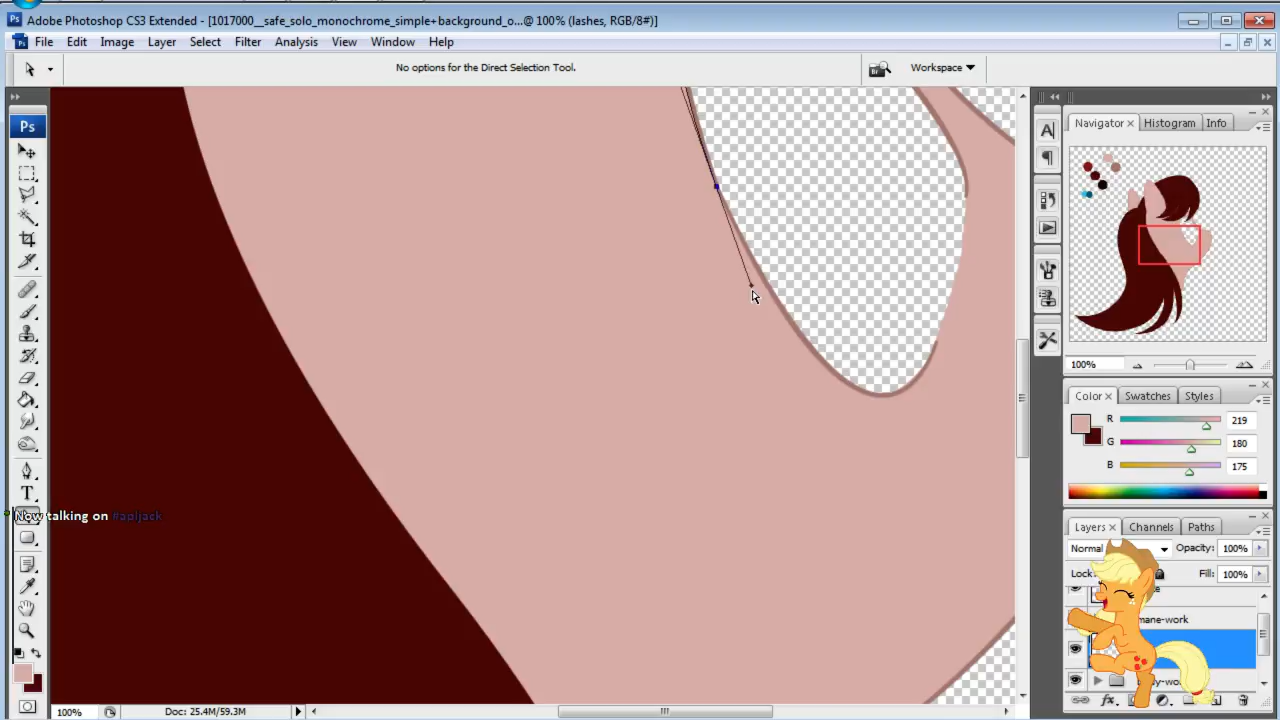 Adobe Photoshop CS3 Extended - [1017000__safe_solo_monochrome_simple+background_o...@ 100% (lashes, RGB/8#)]
Ps File Edit Image Layer Select Filter Analysis View Window Help
No options for the Direct Selection Tool.
Workspace
Ps
Navigator Histogram Info
100%
Color Swatches Styles
R 219
G 180
B 175
Now talking on #apljack
Layers Channels Paths
Normal Opacity: 100%
Lock Fill: 100%
mane-work
100% Doc: 25.4M/59.3M